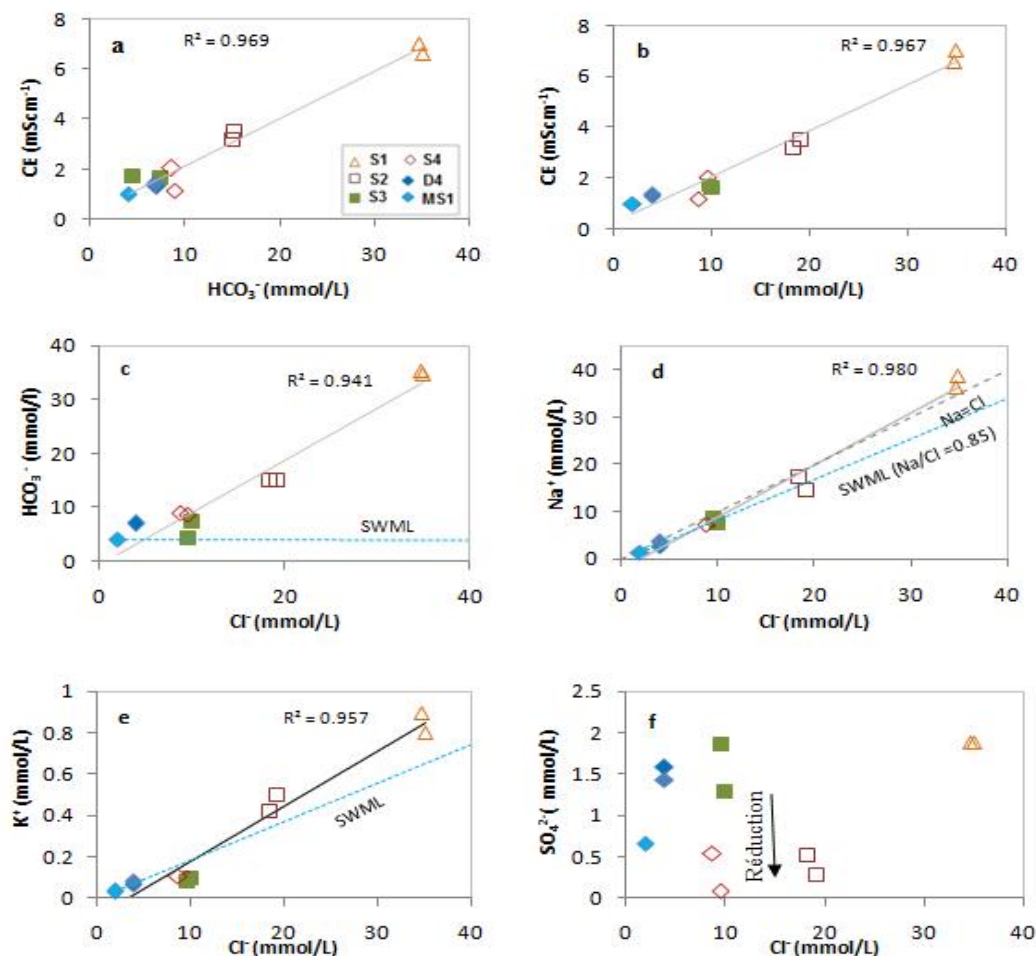 a
R² = 0.969
CE (mScm⁻¹)
8
6
4
2
0
S1
S4
S2
D4
S3
MS1
0 10 20 30 40
HCO₃⁻ (mmol/L)
b
R² = 0.967
CE (mScm⁻¹)
8
6
4
2
0
0 10 20 30 40
Cl⁻ (mmol/L)
c
R² = 0.941
HCO₃⁻ (mmol/l)
40
30
20
10
0
SWML
0 20 40
Cl⁻ (mmol/L)
d
R² = 0.980
Na⁺ (mmol/L)
40
30
20
10
0
Na=Cl
SWML (Na/Cl =0.85)
0 10 20 30 40
Cl⁻ (mmol/L)
e
R² = 0.957
K⁺ (mmol/L)
1
0.8
0.6
0.4
0.2
0
SWML
0 10 20 30 40
Cl⁻ (mmol/L)
f
SO₄²⁻ ( mmol/L)
2.5
2
1.5
1
0.5
0
Réduction
0 10 20 30 40
Cl⁻ (mmol/L)